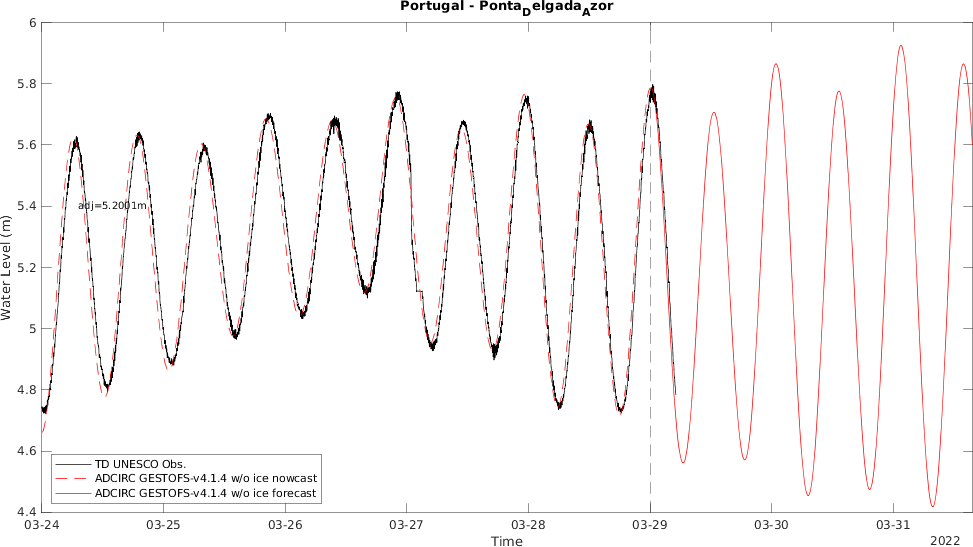 Portugal - Ponta_Delgada_Azor
6
5.8
5.6
5.4
5.2
5
4.8
4.6
4.4
Water Level (m)
adj=5.2001m
TD UNESCO Obs.
ADCIRC GESTOFS-v4.1.4 w/o ice nowcast
ADCIRC GESTOFS-v4.1.4 w/o ice forecast
03-24 03-25 03-26 03-27 03-28 03-29 03-30 03-31
Time
2022